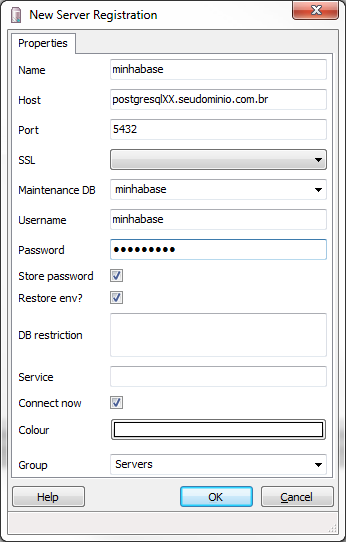 New Server Registration
Properties
Name minhabase
Host postgresqlXX.seudominio.com.br
Port 5432
SSL
Maintenance DB minhabase
Username minhabase
Password •••••••••
Store password
Restore env?
DB restriction
Service
Connect now
Colour
Group Servers
Help OK Cancel